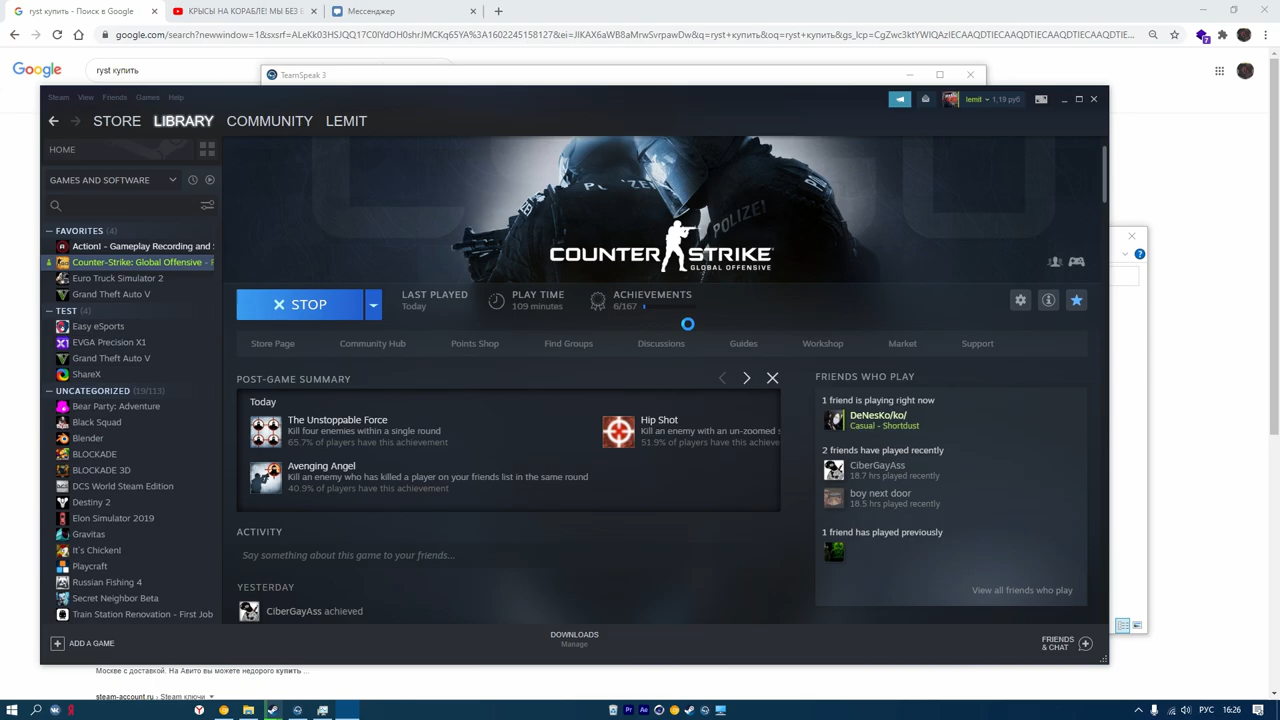 ryst купить - Поиск в Google
КРЫСЫ НА КОРАБЛЕ! МЫ БЕЗ Б
Мессенджер
google.com/search?newwindow=1&sxsrf=
ryst купить
TeamSpeak 3
Steam View Friends Games Help
lemit 1,19 руб
STORE LIBRARY COMMUNITY LEMIT
HOME
GAMES AND SOFTWARE
FAVORITES (4)
Action! - Gameplay Recording and
Counter-Strike: Global Offensive -
Euro Truck Simulator 2
Grand Theft Auto V
TEST (4)
Easy eSports
EVGA Precision X1
Grand Theft Auto V
ShareX
UNCATEGORIZED (19/113)
Bear Party: Adventure
Black Squad
Blender
BLOCKADE
BLOCKADE 3D
DCS World Steam Edition
Destiny 2
Elon Simulator 2019
Gravitas
It`s Chicken!
Playcraft
Russian Fishing 4
Secret Neighbor Beta
Train Station Renovation - First Job
POLIZEI
COUNTER STRIKE
GLOBAL OFFENSIVE
STOP
LAST PLAYED
Today
PLAY TIME
109 minutes
ACHIEVEMENTS
6/167
Store Page Community Hub Points Shop Find Groups Discussions Guides Workshop Market Support
POST-GAME SUMMARY
Today
The Unstoppable Force
Kill four enemies within a single round
65.7% of players have this achievement
Hip Shot
Kill an enemy with an un-zoomed s
51.9% of players have this achieve
Avenging Angel
Kill an enemy who has killed a player on your friends list in the same round
40.9% of players have this achievement
ACTIVITY
Say something about this game to your friends...
YESTERDAY
CiberGayAss achieved
FRIENDS WHO PLAY
1 friend is playing right now
DeNesKo/ko/
Casual - Shortdust
2 friends have played recently
CiberGayAss
18.7 hrs played recently
boy next door
18.5 hrs played recently
1 friend has played previously
View all friends who play
ADD A GAME
DOWNLOADS
Manage
FRIENDS
& CHAT
Москве с доставкой. На Авито вы можете недорого купить ...
steam-account.ru › Steam ключи
РУС 16:26